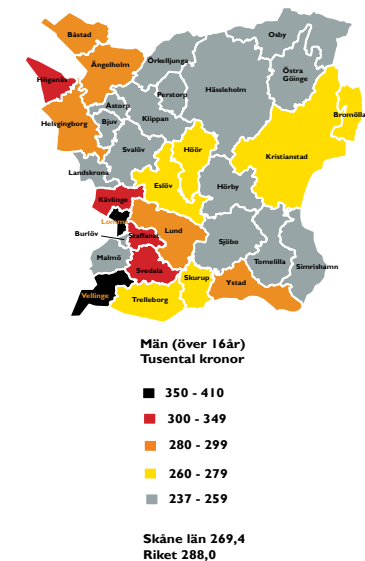 Båstad
Osby
Ängelholm
Örkelljunga
Östra
Göinge
Höganäs
Hässleholm
Perstorp
Åstorp
Bromölla
Helsgingborg
Bjuv
Klippan
Svalöv
Höör
Kristianstad
Landskrona
Eslöv
Hörby
Kävlinge
Lomma
Burlöv
Staffanst
Lund
Sjöbo
Malmö
Svedala
Tomelilla
Simrishamn
Skurup
Ystad
Vellinge
Trelleborg
Män (över 16år)
Tusental kronor
350 - 410
300 - 349
280 - 299
260 - 279
237 - 259
Skåne län 269,4
Riket 288,0